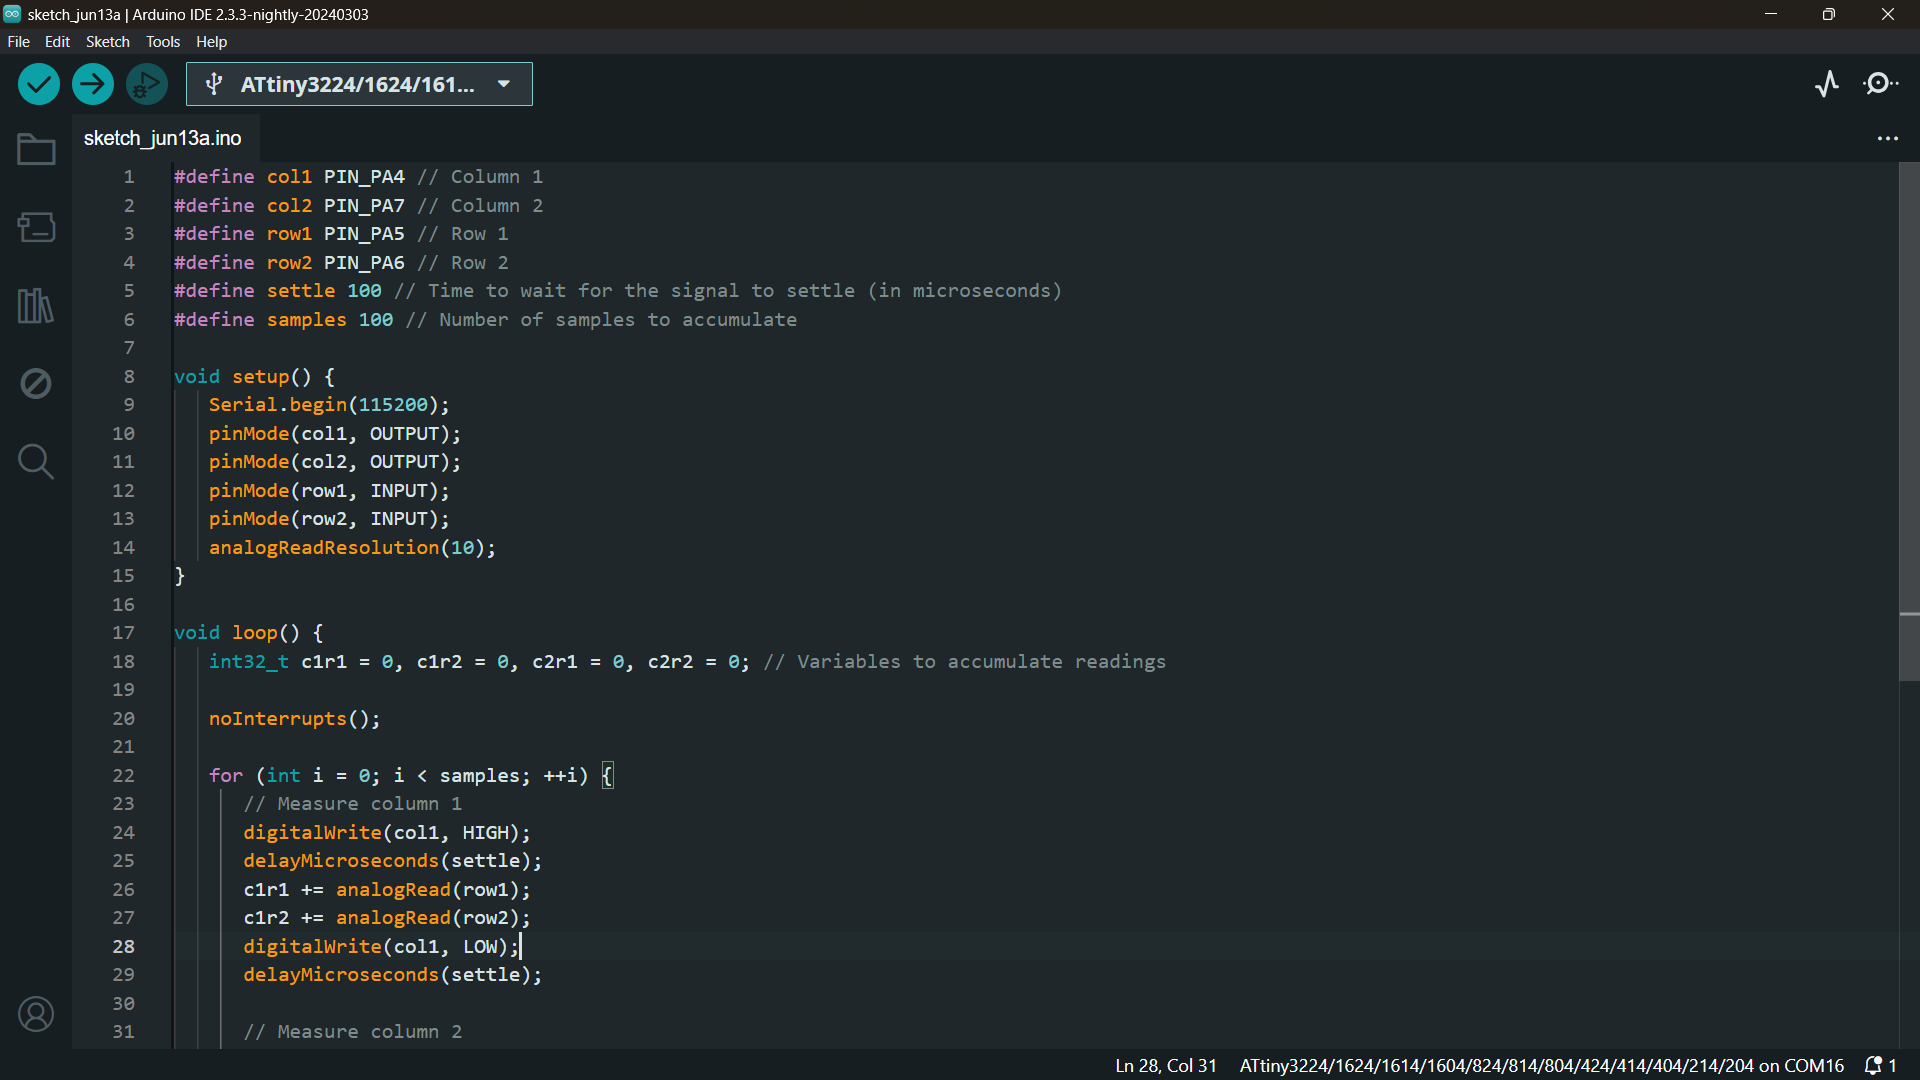 sketch_jun13a | Arduino IDE 2.3.3-nightly-20240303
File Edit Sketch Tools Help
ATtiny3224/1624/161...
sketch_jun13a.ino
1 #define col1 PIN_PA4 // Column 1
2 #define col2 PIN_PA7 // Column 2
3 #define row1 PIN_PA5 // Row 1
4 #define row2 PIN_PA6 // Row 2
5 #define settle 100 // Time to wait for the signal to settle (in microseconds)
6 #define samples 100 // Number of samples to accumulate
7
8 void setup() {
9 Serial.begin(115200);
10 pinMode(col1, OUTPUT);
11 pinMode(col2, OUTPUT);
12 pinMode(row1, INPUT);
13 pinMode(row2, INPUT);
14 analogReadResolution(10);
15 }
16
17 void loop() {
18 int32_t c1r1 = 0, c1r2 = 0, c2r1 = 0, c2r2 = 0; // Variables to accumulate readings
19
20 noInterrupts();
21
22 for (int i = 0; i < samples; ++i) {
23 // Measure column 1
24 digitalWrite(col1, HIGH);
25 delayMicroseconds(settle);
26 c1r1 += analogRead(row1);
27 c1r2 += analogRead(row2);
28 digitalWrite(col1, LOW);
29 delayMicroseconds(settle);
30
31 // Measure column 2
Ln 28, Col 31 ATtiny3224/1624/1614/1604/824/814/804/424/414/404/214/204 on COM16 1